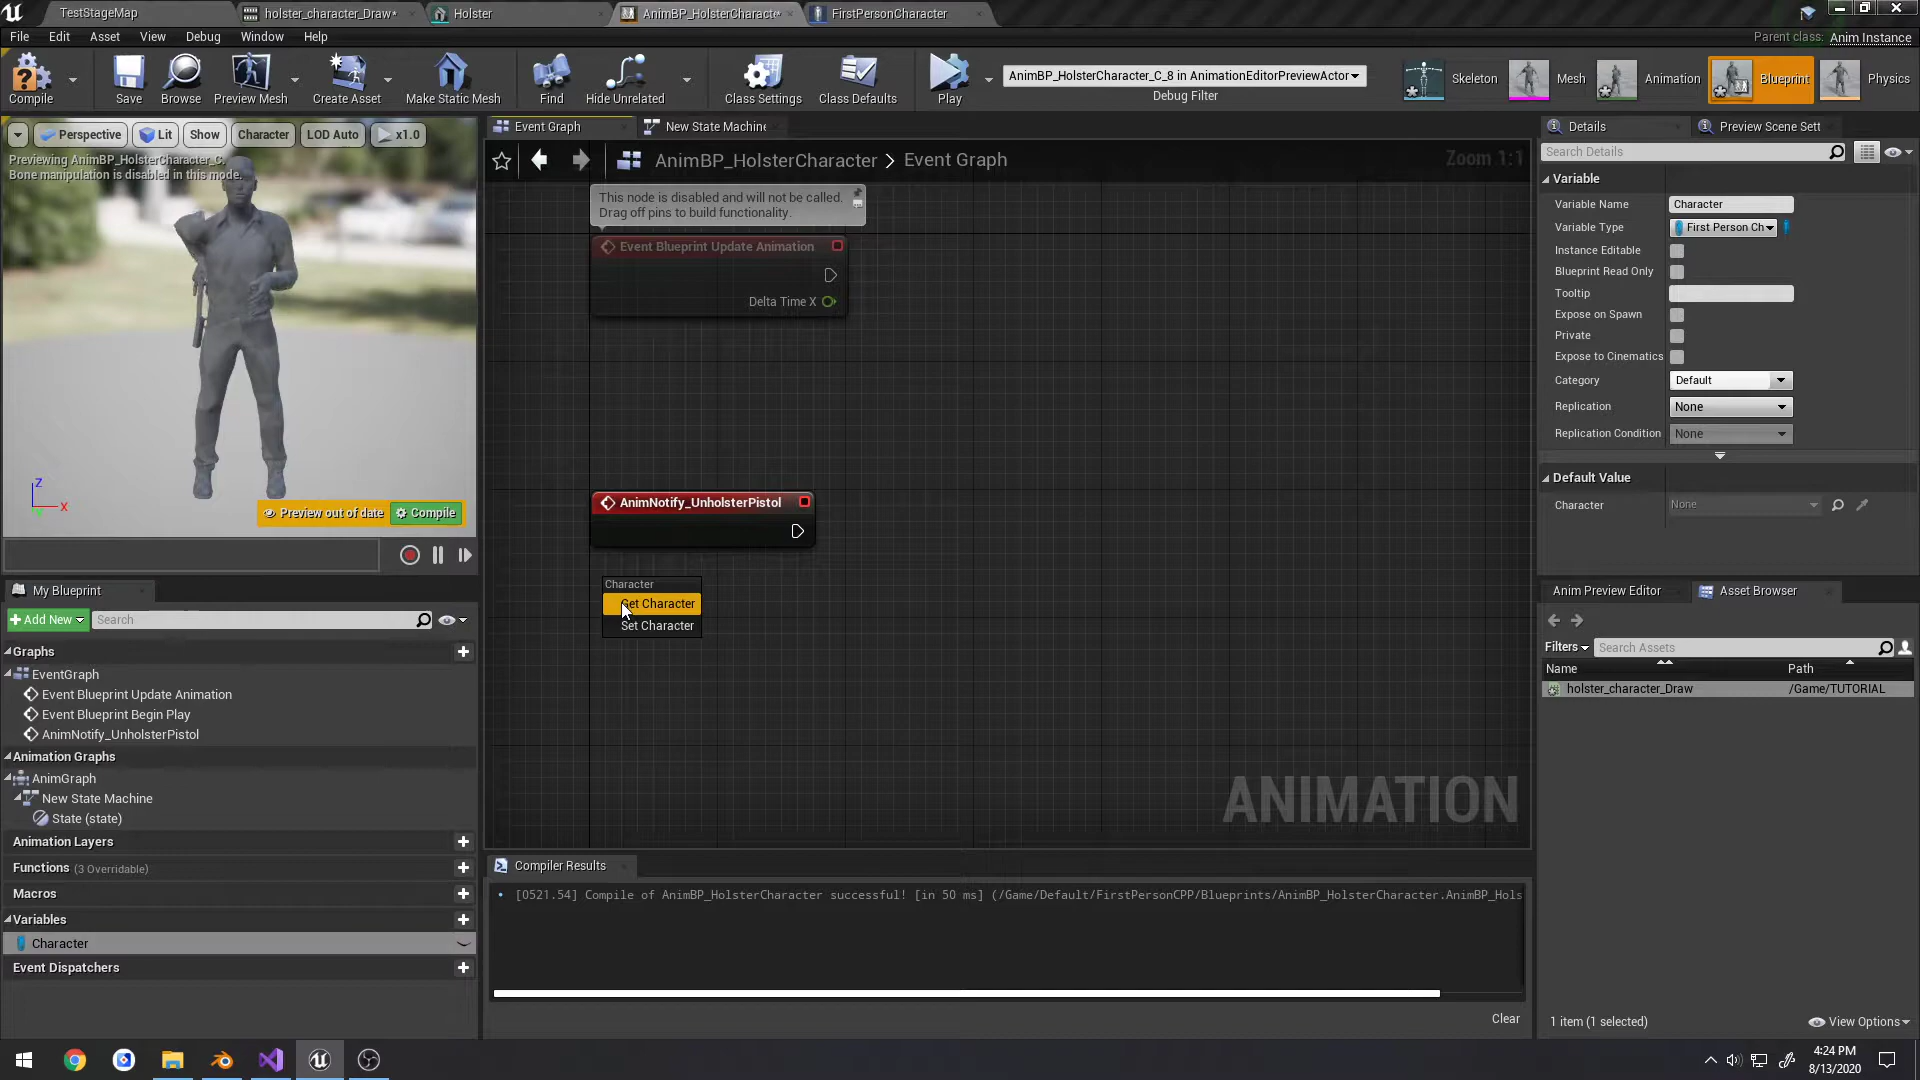 TestStageMap
holster_character_Draw*
Holster
AnimBP_HolsterCharacte*
FirstPersonCharacter
File
Edit
Asset
View
Debug
Window
Help
Parent class:
Anim Instance
Compile
Save
Browse
Preview Mesh
Create Asset
Make Static Mesh
Find
Hide Unrelated
Class Settings
Class Defaults
Play
AnimBP_HolsterCharacter_C_8 in AnimationEditorPreviewActor
Debug Filter
Skeleton
Mesh
Animation
Blueprint
Physics
Perspective
Lit
Show
Character
LOD Auto
x1.0
Previewing AnimBP_HolsterCharacter_C.
Bone manipulation is disabled in this mode.
Z
X
Preview out of date
Compile
Event Graph
New State Machine
AnimBP_HolsterCharacter > Event Graph
Zoom 1:1
This node is disabled and will not be called.
Drag off pins to build functionality.
Event Blueprint Update Animation
Delta Time X
AnimNotify_UnholsterPistol
Character
Get Character
Set Character
ANIMATION
My Blueprint
Add New
Search
Graphs
EventGraph
Event Blueprint Update Animation
Event Blueprint Begin Play
AnimNotify_UnholsterPistol
Animation Graphs
AnimGraph
New State Machine
State (state)
Animation Layers
Functions (3 Overridable)
Macros
Variables
Character
Event Dispatchers
Compiler Results
[0521.54] Compile of AnimBP_HolsterCharacter successful! [in 50 ms] (/Game/Default/FirstPersonCPP/Blueprints/AnimBP_HolsterCharacter.AnimBP_Hols
Clear
Details
Preview Scene Sett
Search Details
Variable
Variable Name
Character
Variable Type
First Person Ch
Instance Editable
Blueprint Read Only
Tooltip
Expose on Spawn
Private
Expose to Cinematics
Category
Default
Replication
None
Replication Condition
None
Default Value
Character
None
Anim Preview Editor
Asset Browser
Filters
Search Assets
Name
Path
holster_character_Draw
/Game/TUTORIAL
1 item (1 selected)
View Options
4:24 PM
8/13/2020